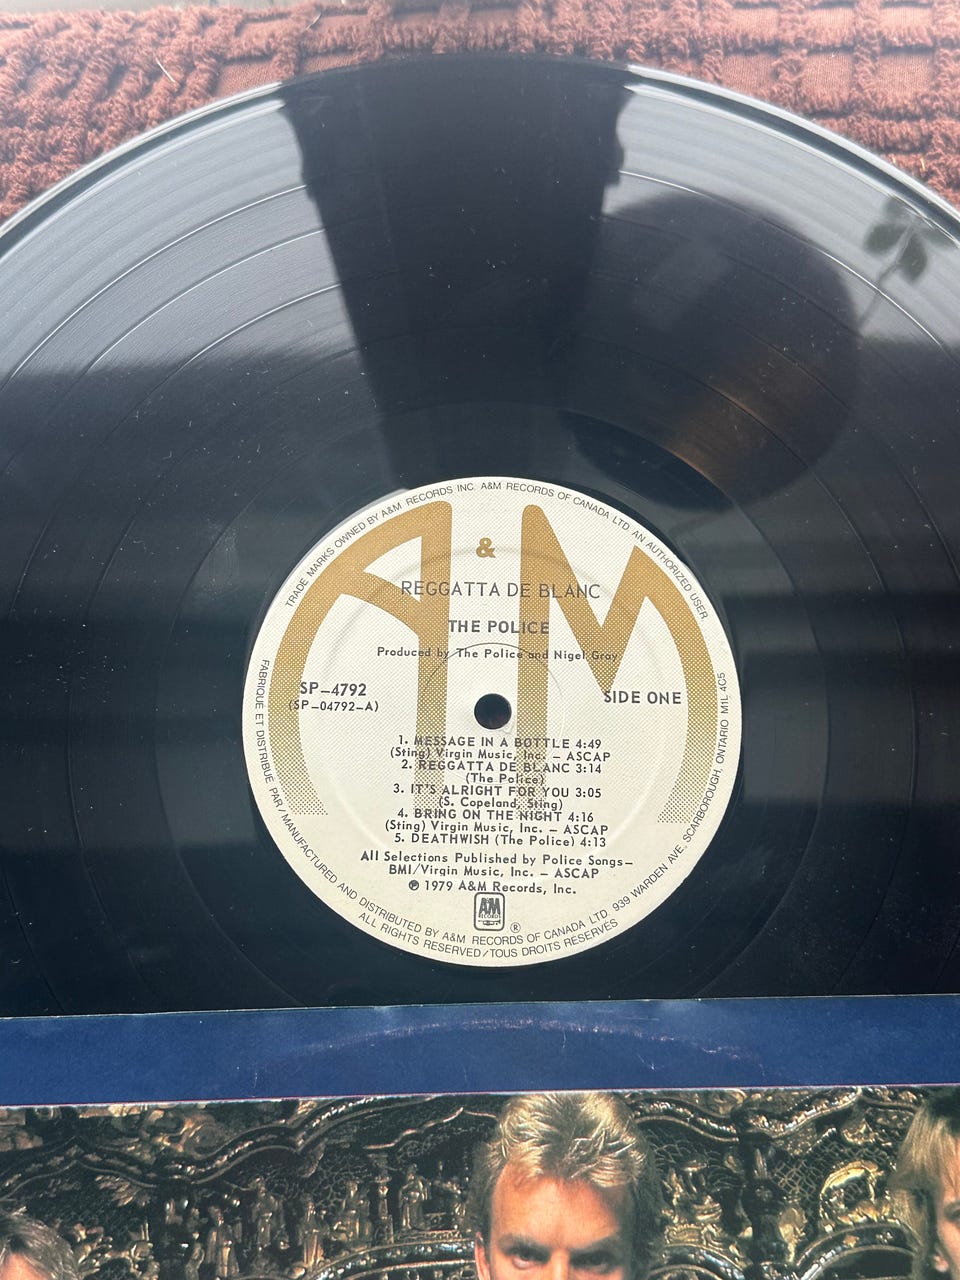 TRADE MARKS OWNED BY A&M RECORDS INC. A&M RECORDS OF CANADA LTD. AN AUTHORIZED USER
A & M
REGGATTA DE BLANC
THE POLICE
Produced by The Police and Nigel Gray
SP–4792
(SP–04792–A)
SIDE ONE
1. MESSAGE IN A BOTTLE 4:49
(Sting) Virgin Music, Inc. – ASCAP
2. REGGATTA DE BLANC 3:14
(The Police)
3. IT'S ALRIGHT FOR YOU 3:05
(S. Copeland, Sting)
4. BRING ON THE NIGHT 4:16
(Sting) Virgin Music, Inc. – ASCAP
5. DEATHWISH (The Police) 4:13
All Selections Published by Police Songs–
BMI/Virgin Music, Inc. – ASCAP
℗ 1979 A&M Records, Inc.
A&M RECORDS ®
FABRIQUÉ ET DISTRIBUÉ PAR/MANUFACTURED AND DISTRIBUTED BY A&M RECORDS OF CANADA LTD. 939 WARDEN AVE., SCARBOROUGH, ONTARIO M1L 4C5
ALL RIGHTS RESERVED/TOUS DROITS RESERVÉS